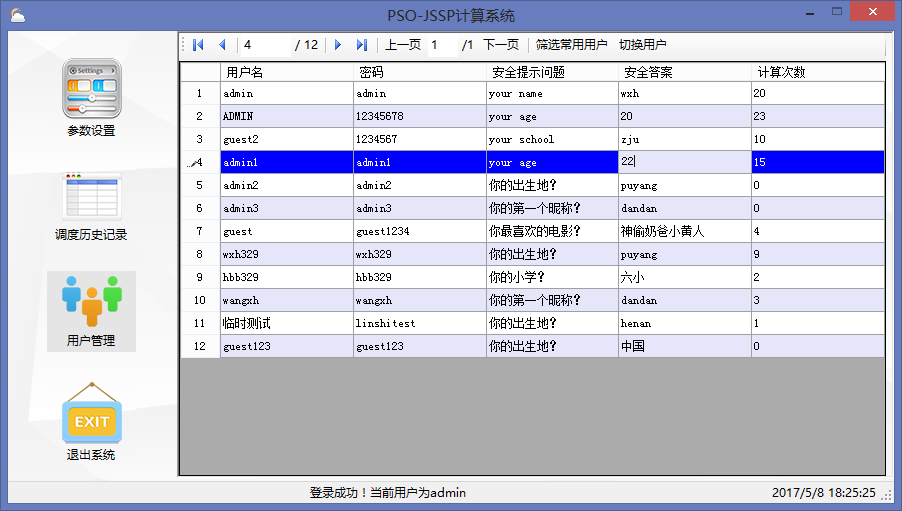 PSO-JSSP计算系统
Settings
参数设置
调度历史记录
用户管理
EXIT
退出系统
4 / 12 上一页 1 /1 下一页 筛选常用用户 切换用户
用户名 密码 安全提示问题 安全答案 计算次数
1 admin admin your name wxh 20
2 ADMIN 12345678 your age 20 23
3 guest2 1234567 your school zju 10
4 admin1 admin1 your age 22 15
5 admin2 admin2 你的出生地？ puyang 0
6 admin3 admin3 你的第一个昵称？ dandan 0
7 guest guest1234 你最喜欢的电影？ 神偷奶爸小黄人 4
8 wxh329 wxh329 你的出生地？ puyang 9
9 hbb329 hbb329 你的小学？ 六小 2
10 wangxh wangxh 你的第一个昵称？ dandan 3
11 临时测试 linshitest 你的出生地？ henan 1
12 guest123 guest123 你的出生地？ 中国 0
登录成功！当前用户为admin 2017/5/8 18:25:25